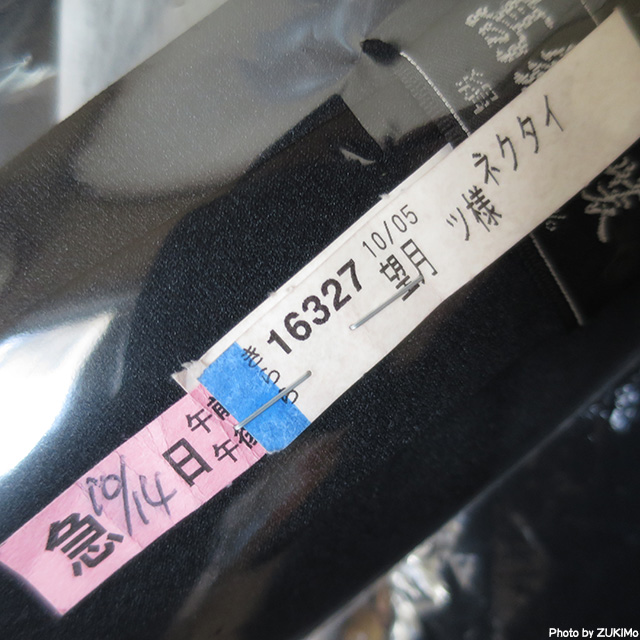 ネクタイ
10/05 ツ様
16327 望月
急 10/14 日 午前
午後
Photo by ZUKIMo